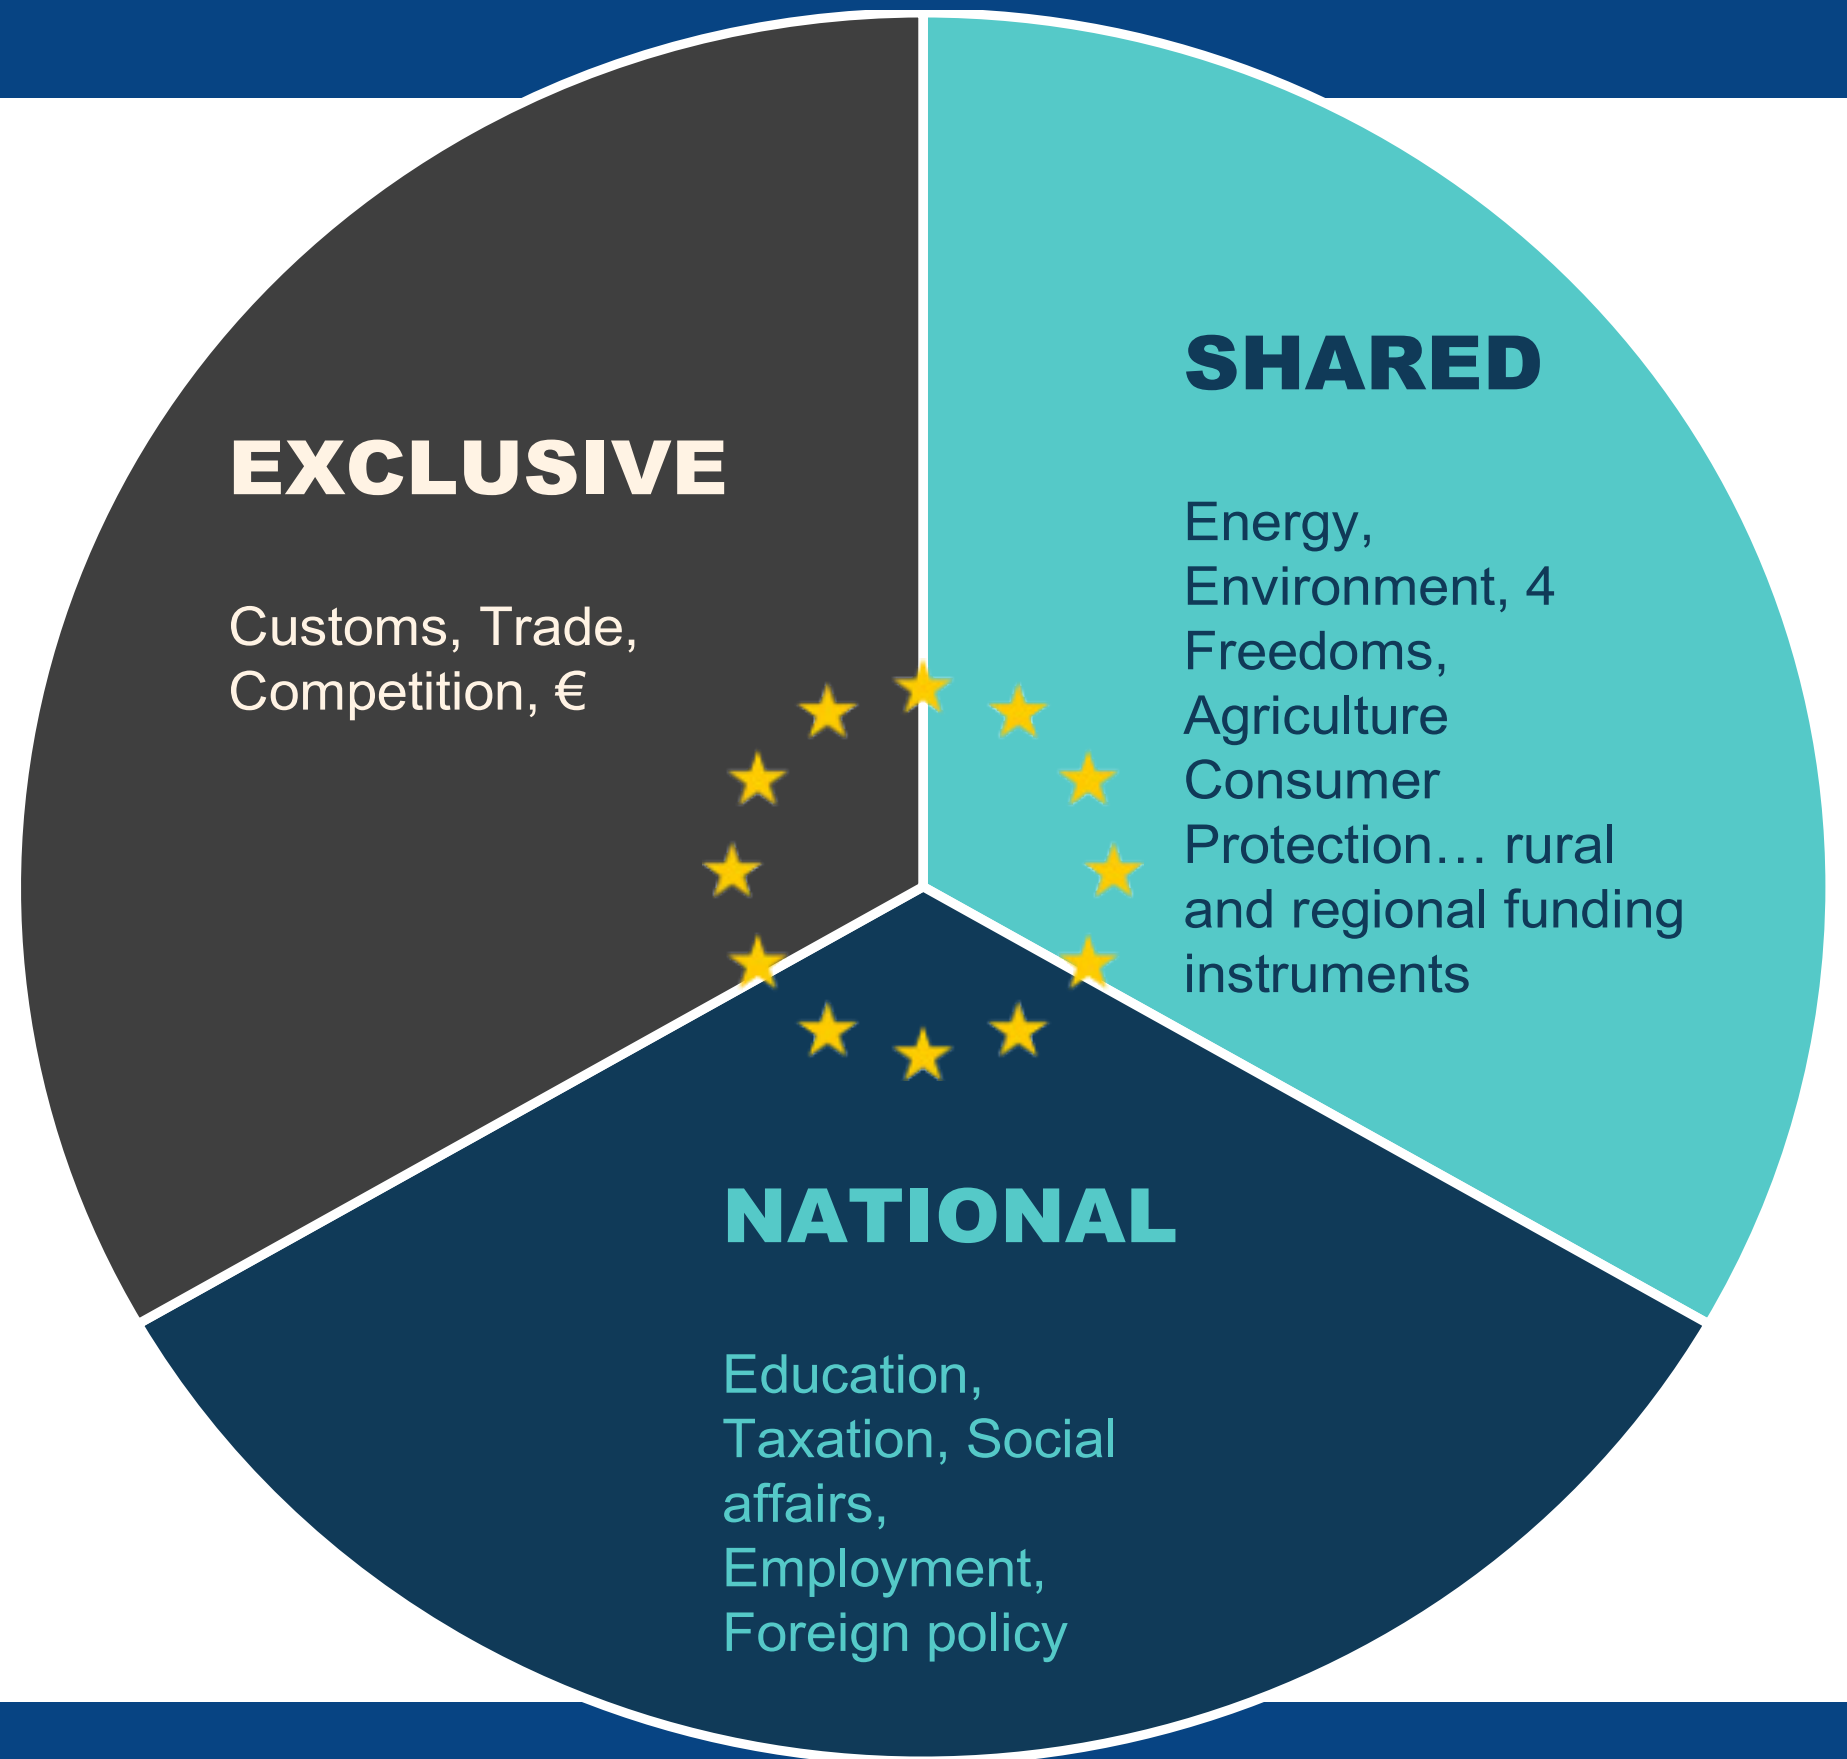 EXCLUSIVE
Customs, Trade,
Competition, €
SHARED
Energy,
Environment, 4
Freedoms,
Agriculture
Consumer
Protection… rural
and regional funding
instruments
NATIONAL
Education,
Taxation, Social
affairs,
Employment,
Foreign policy